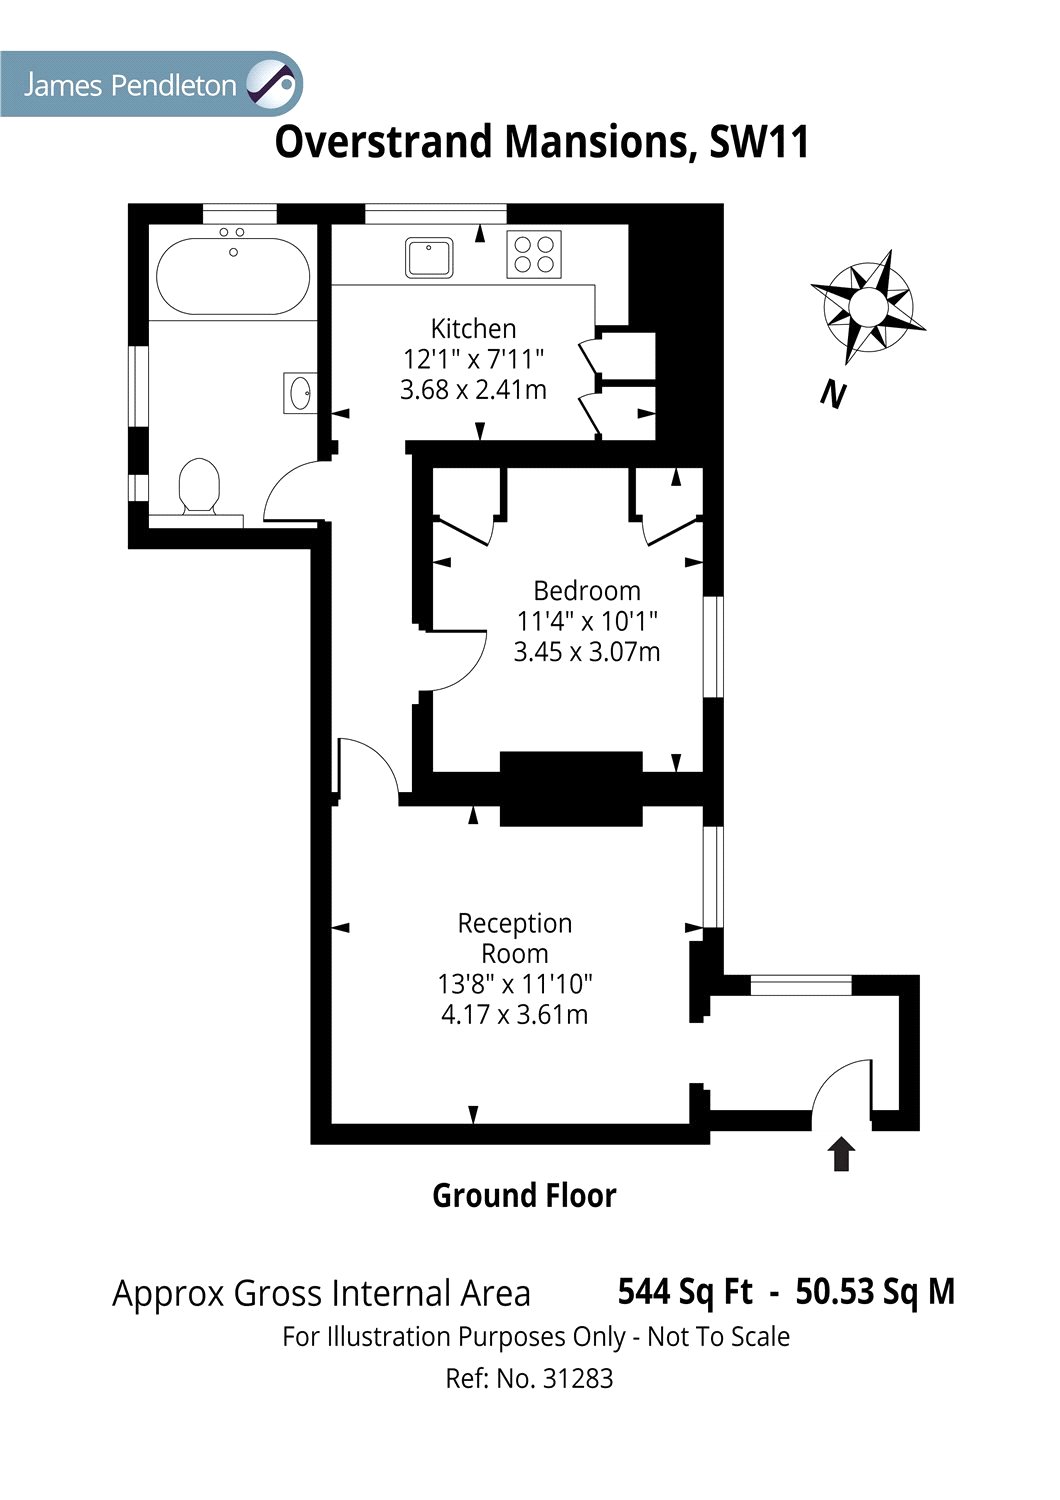 James Pendleton
Overstrand Mansions, SW11
Kitchen
12'1" x 7'11"
3.68 x 2.41m
N
Bedroom
11'4" x 10'1"
3.45 x 3.07m
Reception
Room
13'8" x 11'10"
4.17 x 3.61m
Ground Floor
Approx Gross Internal Area 544 Sq Ft - 50.53 Sq M
For Illustration Purposes Only - Not To Scale
Ref: No. 31283